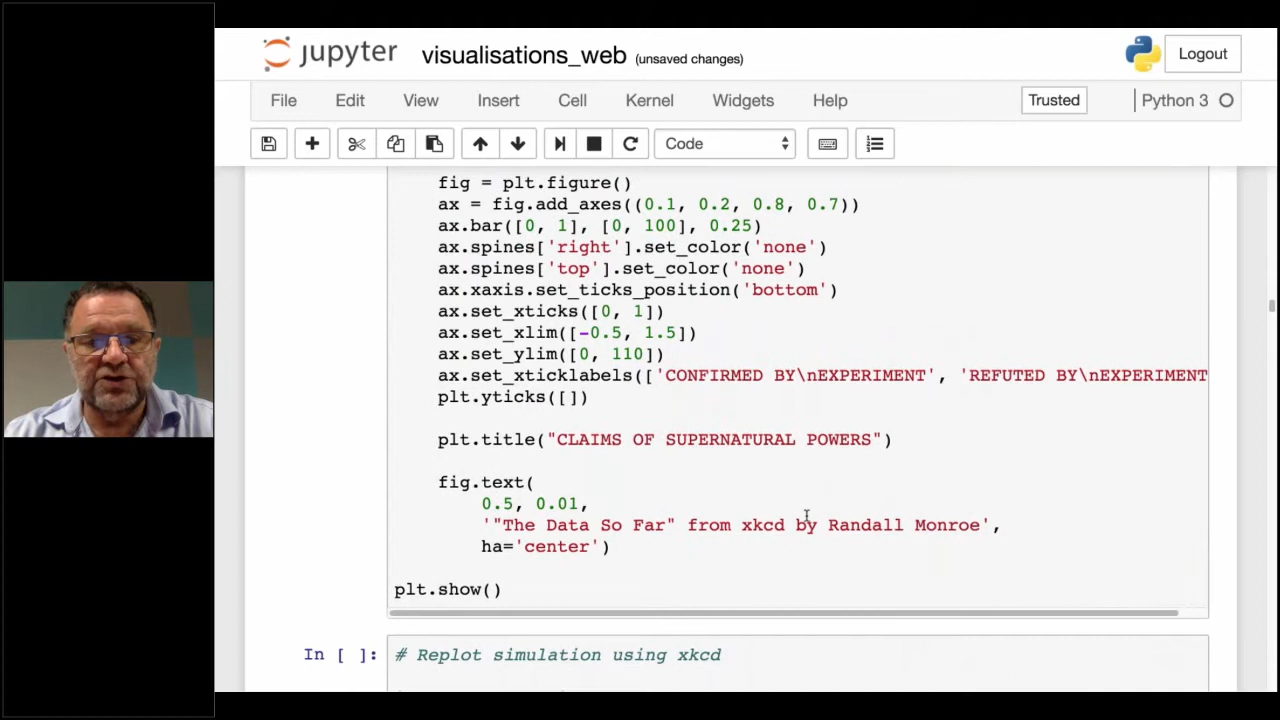 jupyter visualisations_web (unsaved changes) Logout
File Edit View Insert Cell Kernel Widgets Help Trusted Python 3
Code
fig = plt.figure()
ax = fig.add_axes((0.1, 0.2, 0.8, 0.7))
ax.bar([0, 1], [0, 100], 0.25)
ax.spines['right'].set_color('none')
ax.spines['top'].set_color('none')
ax.xaxis.set_ticks_position('bottom')
ax.set_xticks([0, 1])
ax.set_xlim([-0.5, 1.5])
ax.set_ylim([0, 110])
ax.set_xticklabels(['CONFIRMED BY\nEXPERIMENT', 'REFUTED BY\nEXPERIMENT
plt.yticks([])
plt.title("CLAIMS OF SUPERNATURAL POWERS")
fig.text(
0.5, 0.01,
'"The Data So Far" from xkcd by Randall Monroe',
ha='center')
plt.show()
In [ ]: # Replot simulation using xkcd